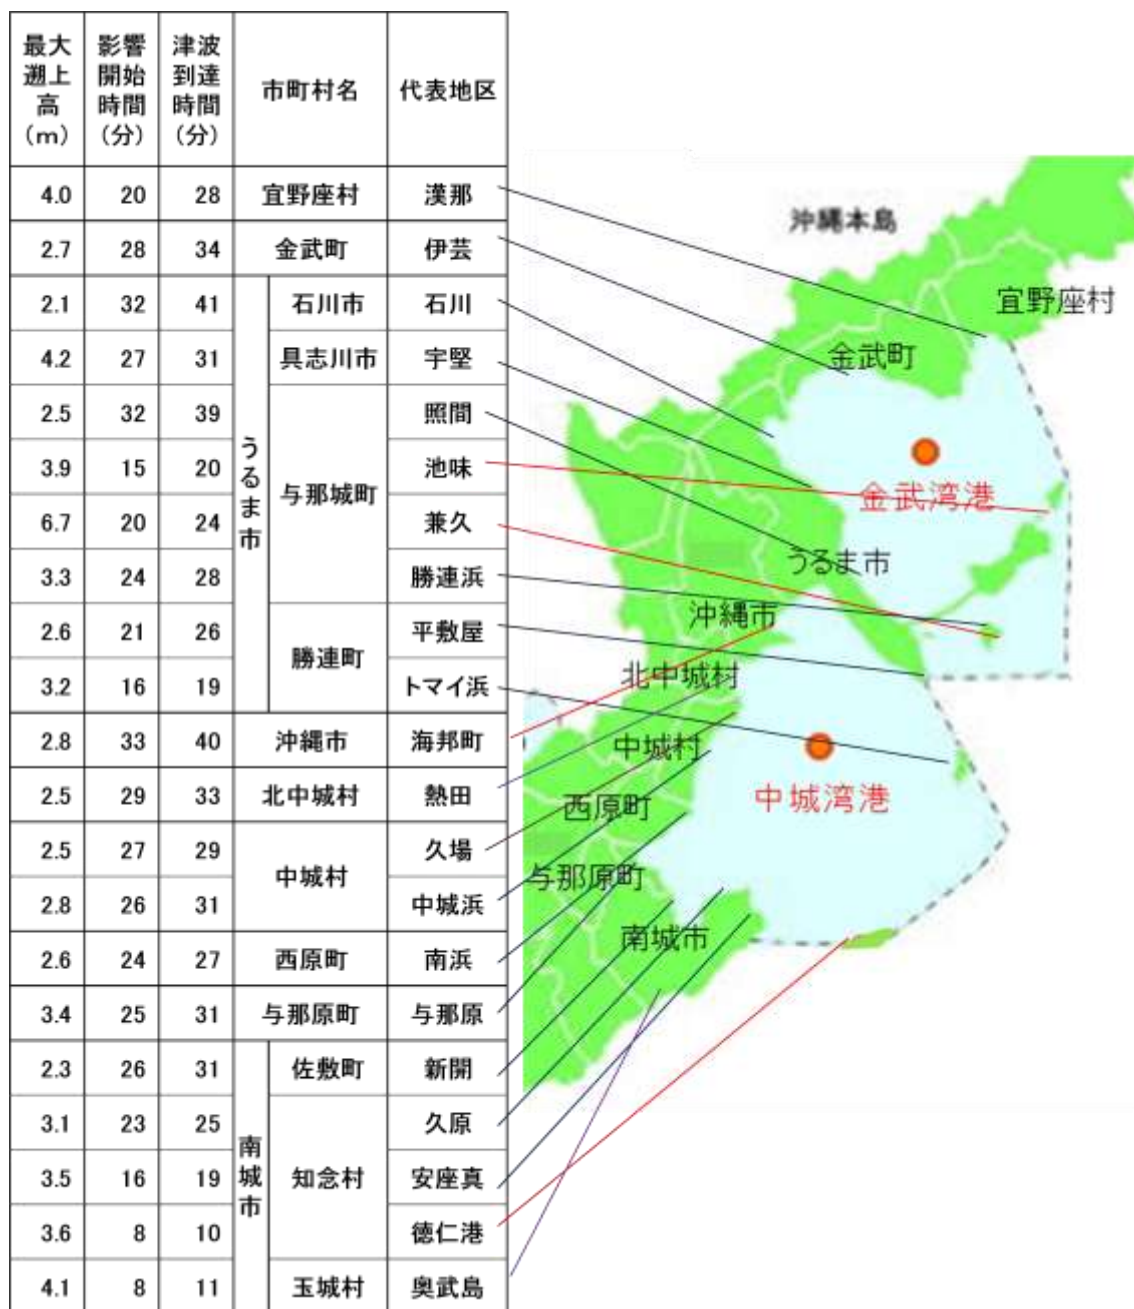 最大遡上高（m） 影響開始時間（分） 津波到達時間（分） 市町村名 代表地区
4.0 20 28 宜野座村 漢那
2.7 28 34 金武町 伊芸
うるま市
2.1 32 41 石川市 石川
4.2 27 31 具志川市 宇堅
与那城町
2.5 32 39 照間
3.9 15 20 池味
6.7 20 24 兼久
3.3 24 28 勝連浜
勝連町
2.6 21 26 平敷屋
3.2 16 19 トマイ浜
2.8 33 40 沖縄市 海邦町
2.5 29 33 北中城村 熱田
中城村
2.5 27 29 久場
2.8 26 31 中城浜
2.6 24 27 西原町 南浜
3.4 25 31 与那原町 与那原
南城市
2.3 26 31 佐敷町 新開
知念村
3.1 23 25 久原
3.5 16 19 安座真
3.6 8 10 徳仁港
4.1 8 11 玉城村 奥武島
沖縄本島
宜野座村
金武町
金武湾港
うるま市
沖縄市
北中城村
中城村
中城湾港
西原町
与那原町
南城市